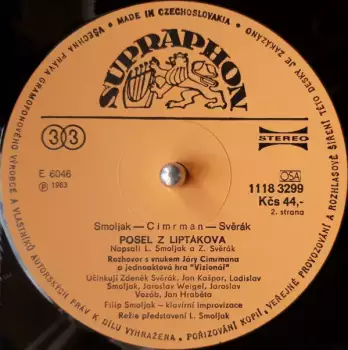 MADE IN CZECHOSLOVAKIA · VŠECHNA PRÁVA GRAMOFONOVÉHO VÝROBCE A VLASTNÍKŮ AUTORSKÝCH PRÁV K DÍLU VYHRAŽENA. POŘIZOVÁNÍ KOPIÍ, VEŘEJNÉ PROVOZOVÁNÍ A ROZHLASOVÉ ŠÍŘENÍ TÉTO DESKY JE ZAKÁZÁNO
SUPRAPHON
33
STEREO
E 6046
℗ 1983
OSA
1118 3299
Kčs 44,-
2. strana
Smoljak — Cimrman — Svěrák
POSEL Z LIPTÁKOVA
Napsali L. Smoljak a Z. Svěrák
Rozhovor s vnukem Járy Cimrmana
a jednoaktová hra "Visionář"
Účinkují Zdeněk Svěrák, Jan Kašpar, Ladislav
Smoljak, Jaroslav Weigel, Jaroslav
Vozáb, Jan Hraběta
Filip Smoljak — klavírní improvizace
Režie představení L. Smoljak